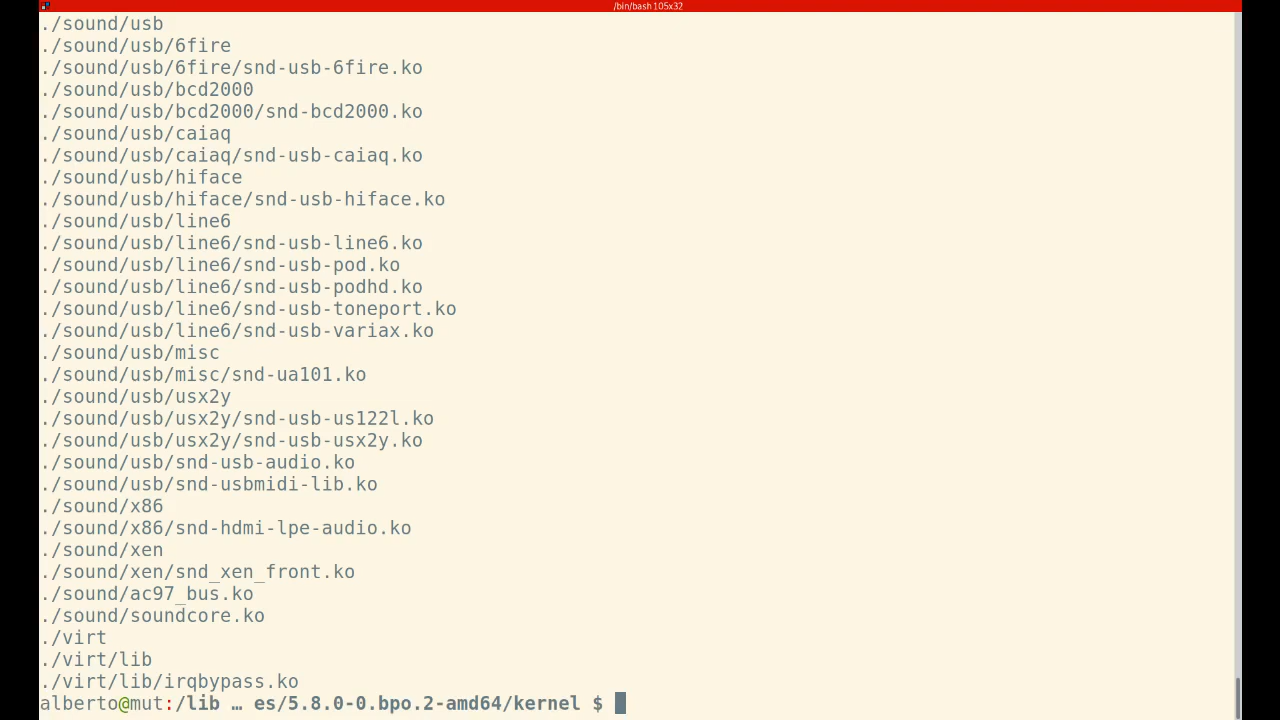 /bin/bash 105x32
./sound/usb
./sound/usb/6fire
./sound/usb/6fire/snd-usb-6fire.ko
./sound/usb/bcd2000
./sound/usb/bcd2000/snd-bcd2000.ko
./sound/usb/caiaq
./sound/usb/caiaq/snd-usb-caiaq.ko
./sound/usb/hiface
./sound/usb/hiface/snd-usb-hiface.ko
./sound/usb/line6
./sound/usb/line6/snd-usb-line6.ko
./sound/usb/line6/snd-usb-pod.ko
./sound/usb/line6/snd-usb-podhd.ko
./sound/usb/line6/snd-usb-toneport.ko
./sound/usb/line6/snd-usb-variax.ko
./sound/usb/misc
./sound/usb/misc/snd-ua101.ko
./sound/usb/usx2y
./sound/usb/usx2y/snd-usb-us122l.ko
./sound/usb/usx2y/snd-usb-usx2y.ko
./sound/usb/snd-usb-audio.ko
./sound/usb/snd-usbmidi-lib.ko
./sound/x86
./sound/x86/snd-hdmi-lpe-audio.ko
./sound/xen
./sound/xen/snd_xen_front.ko
./sound/ac97_bus.ko
./sound/soundcore.ko
./virt
./virt/lib
./virt/lib/irqbypass.ko
alberto@mut:/lib … es/5.8.0-0.bpo.2-amd64/kernel $